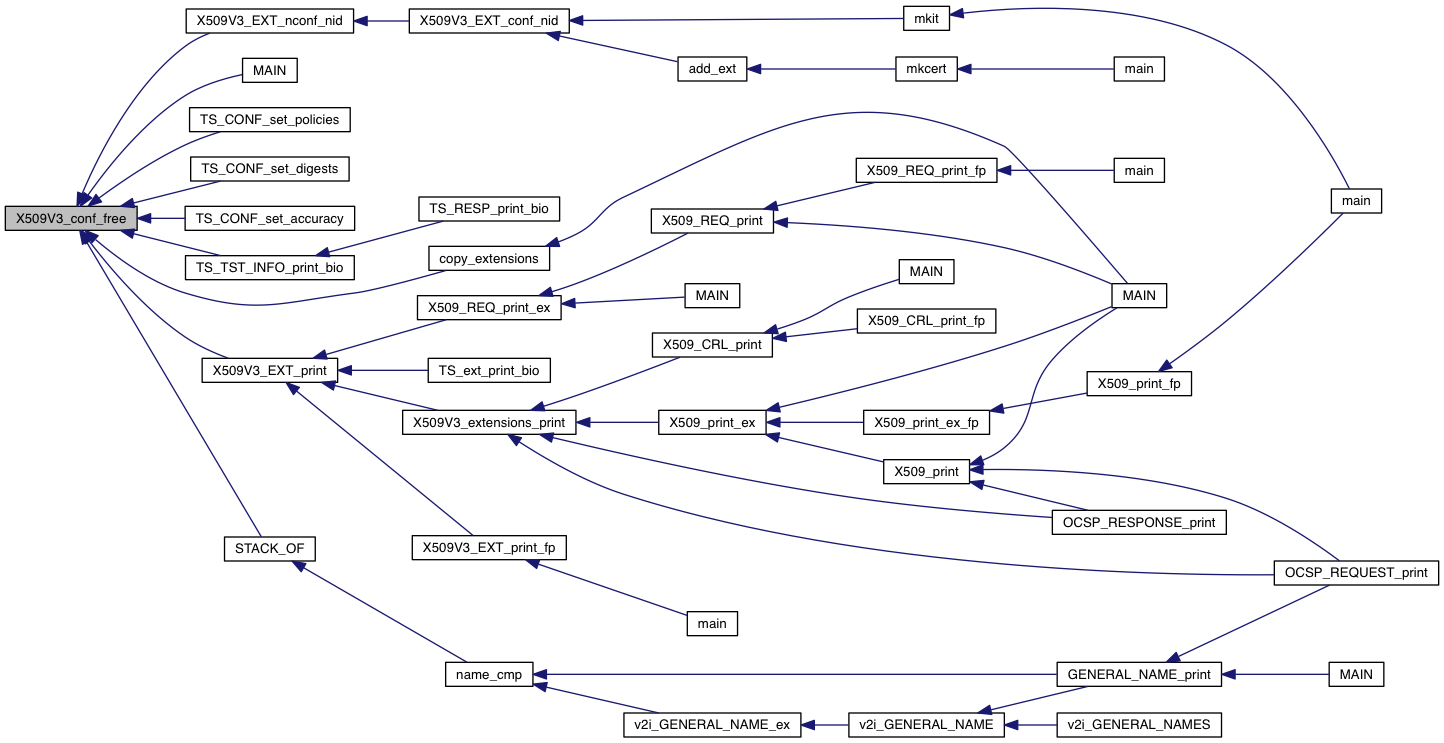 X509V3_EXT_nconf_nid
X509V3_EXT_conf_nid
mkit
MAIN
add_ext
mkcert
main
TS_CONF_set_policies
TS_CONF_set_digests
X509_REQ_print_fp
main
X509V3_conf_free
TS_CONF_set_accuracy
TS_RESP_print_bio
X509_REQ_print
main
TS_TST_INFO_print_bio
copy_extensions
MAIN
X509_REQ_print_ex
MAIN
MAIN
X509_CRL_print
X509_CRL_print_fp
X509V3_EXT_print
TS_ext_print_bio
X509_print_fp
X509V3_extensions_print
X509_print_ex
X509_print_ex_fp
X509_print
OCSP_RESPONSE_print
STACK_OF
X509V3_EXT_print_fp
OCSP_REQUEST_print
main
name_cmp
GENERAL_NAME_print
MAIN
v2i_GENERAL_NAME_ex
v2i_GENERAL_NAME
v2i_GENERAL_NAMES